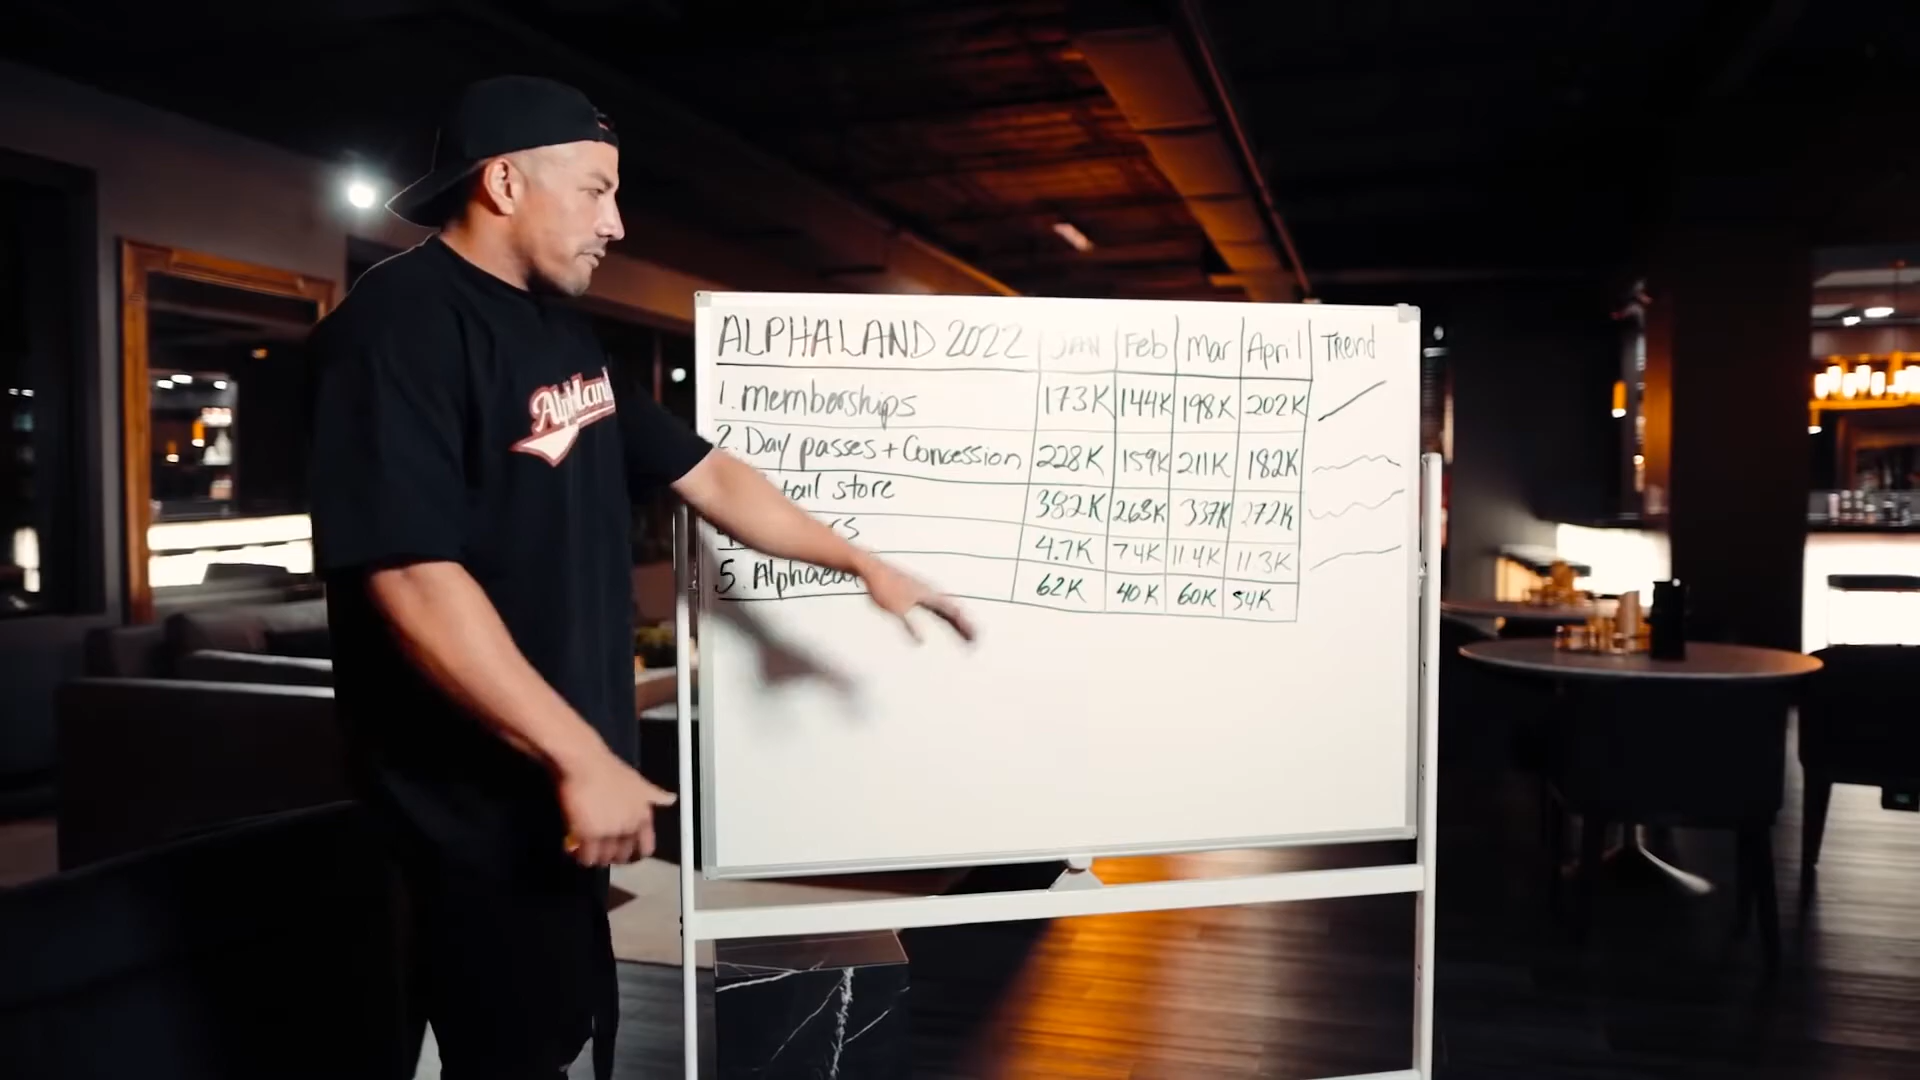 ALPHALAND 2022 JAN Feb Mar April Trend
1. memberships 173K 144K 198K 202K
2. Day passes + Concession 228K 159K 211K 182K
tail store 382K 268K 337K 272K
4.7K 7.4K 11.4K 11.3K
5. 62K 40K 60K 54K
Alphaland